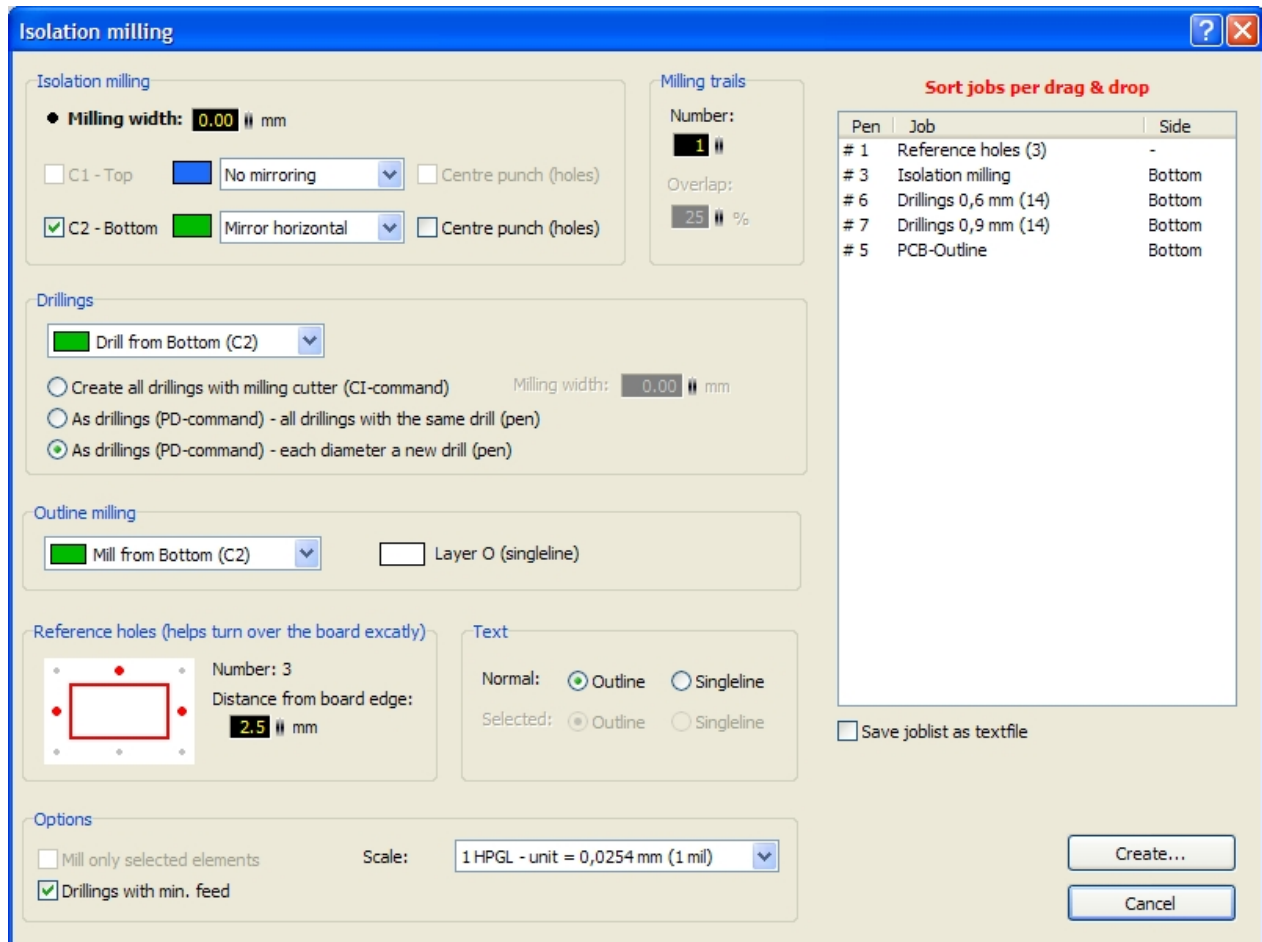 Isolation milling
Isolation milling
Milling width: 0.00 mm
C1 - Top No mirroring Centre punch (holes)
C2 - Bottom Mirror horizontal Centre punch (holes)
Milling trails
Number:
1
Overlap:
25 %
Drillings
Drill from Bottom (C2)
Create all drillings with milling cutter (CI-command) Milling width: 0.00 mm
As drillings (PD-command) - all drillings with the same drill (pen)
As drillings (PD-command) - each diameter a new drill (pen)
Outline milling
Mill from Bottom (C2) Layer O (singleline)
Reference holes (helps turn over the board excatly)
Number: 3
Distance from board edge:
2.5 mm
Text
Normal: Outline Singleline
Selected: Outline Singleline
Options
Mill only selected elements Scale: 1 HPGL - unit = 0,0254 mm (1 mil)
Drillings with min. feed
Sort jobs per drag & drop
Pen Job Side
# 1 Reference holes (3) -
# 3 Isolation milling Bottom
# 6 Drillings 0,6 mm (14) Bottom
# 7 Drillings 0,9 mm (14) Bottom
# 5 PCB-Outline Bottom
Save joblist as textfile
Create...
Cancel